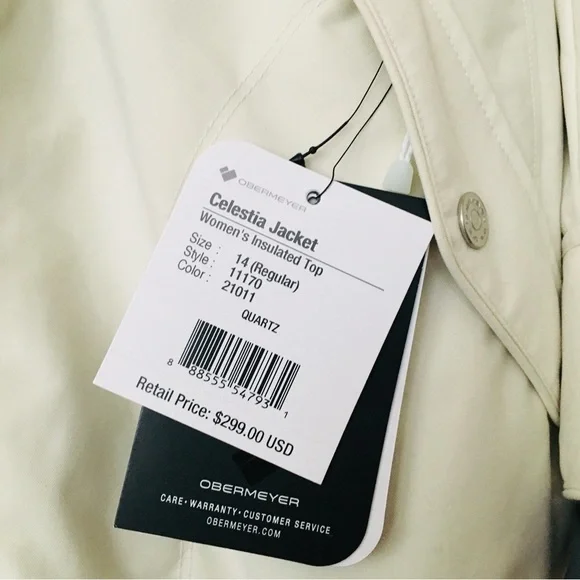 OBERMEYER
Celestia Jacket
Women's Insulated Top
Size : 14 (Regular)
Style : 11170
Color : 21011
QUARTZ
8 88555 54793 1
Retail Price: $299.00 USD
OBERMEYER
CARE • WARRANTY • CUSTOMER SERVICE
OBERMEYER.COM